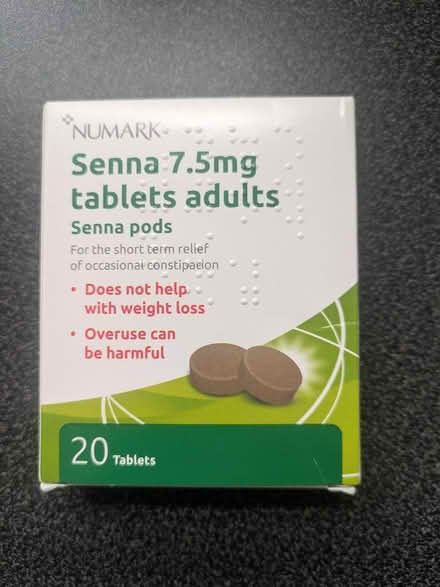 NUMARK
Senna 7.5mg
tablets adults
Senna pods
For the short term relief
of occasional constipation
• Does not help
with weight loss
• Overuse can
be harmful
20 Tablets